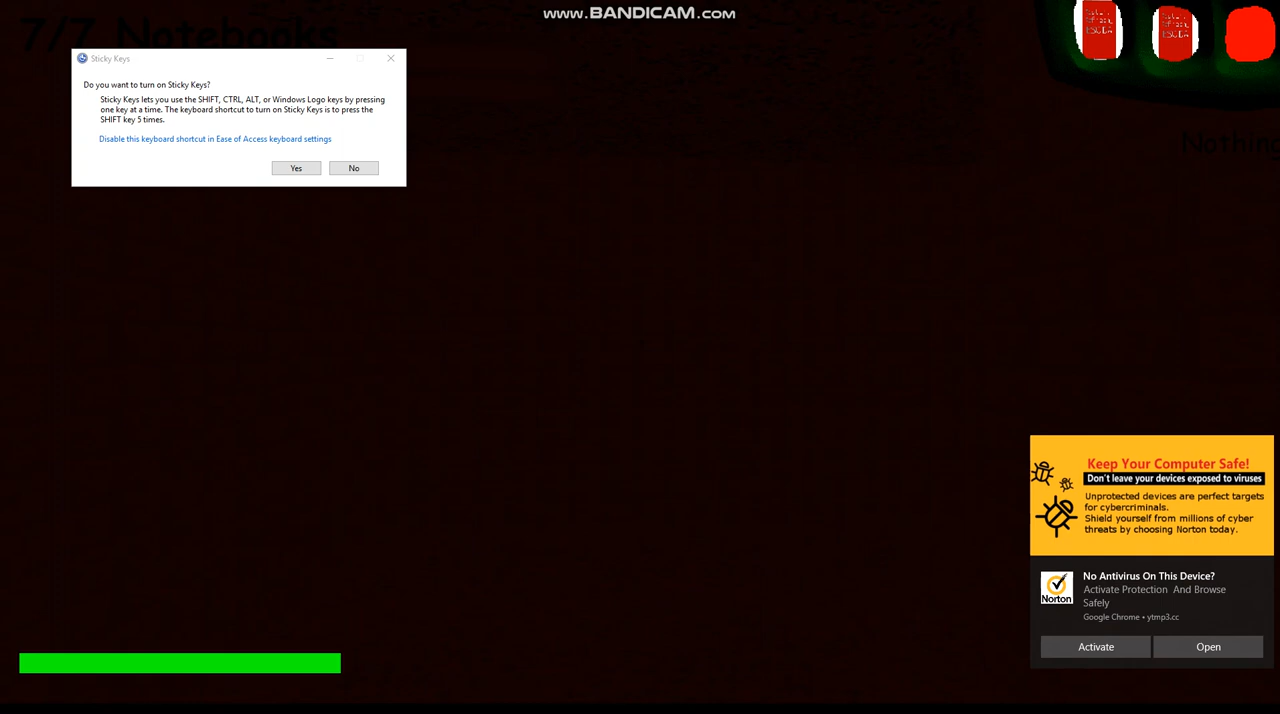 www.BANDICAM.com
7/7 Notebooks
Sticky Keys
Do you want to turn on Sticky Keys?
Sticky Keys lets you use the SHIFT, CTRL, ALT, or Windows Logo keys by pressing
one key at a time. The keyboard shortcut to turn on Sticky Keys is to press the
SHIFT key 5 times.
Disable this keyboard shortcut in Ease of Access keyboard settings
Yes
No
Nothing
Keep Your Computer Safe!
Don't leave your devices exposed to viruses
Unprotected devices are perfect targets
for cybercriminals.
Shield yourself from millions of cyber
threats by choosing Norton today.
Norton
No Antivirus On This Device?
Activate Protection And Browse
Safely
Google Chrome • ytmp3.cc
Activate
Open